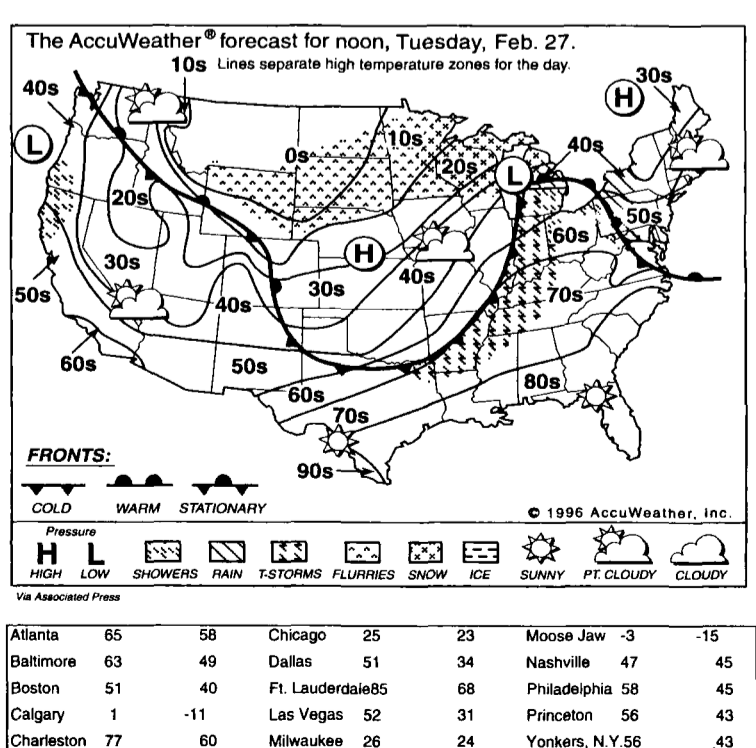 The AccuWeather® forecast for noon, Tuesday, Feb. 27.
Lines separate high temperature zones for the day.
10s
30s
H
40s
L
0s
10s
20s
40s
L
20s
50s
60s
H
30s
40s
30s
50s
40s
70s
60s
50s
60s
80s
70s
90s
FRONTS:
COLD WARM STATIONARY
© 1996 AccuWeather, Inc.
Pressure
H L
HIGH LOW SHOWERS RAIN T-STORMS FLURRIES SNOW ICE SUNNY PT. CLOUDY CLOUDY
Via Associated Press
Atlanta 65 58 Chicago 25 23 Moose Jaw -3 -15
Baltimore 63 49 Dallas 51 34 Nashville 47 45
Boston 51 40 Ft. Lauderdale85 68 Philadelphia 58 45
Calgary 1 -11 Las Vegas 52 31 Princeton 56 43
Charleston 77 60 Milwaukee 26 24 Yonkers, N.Y.56 43